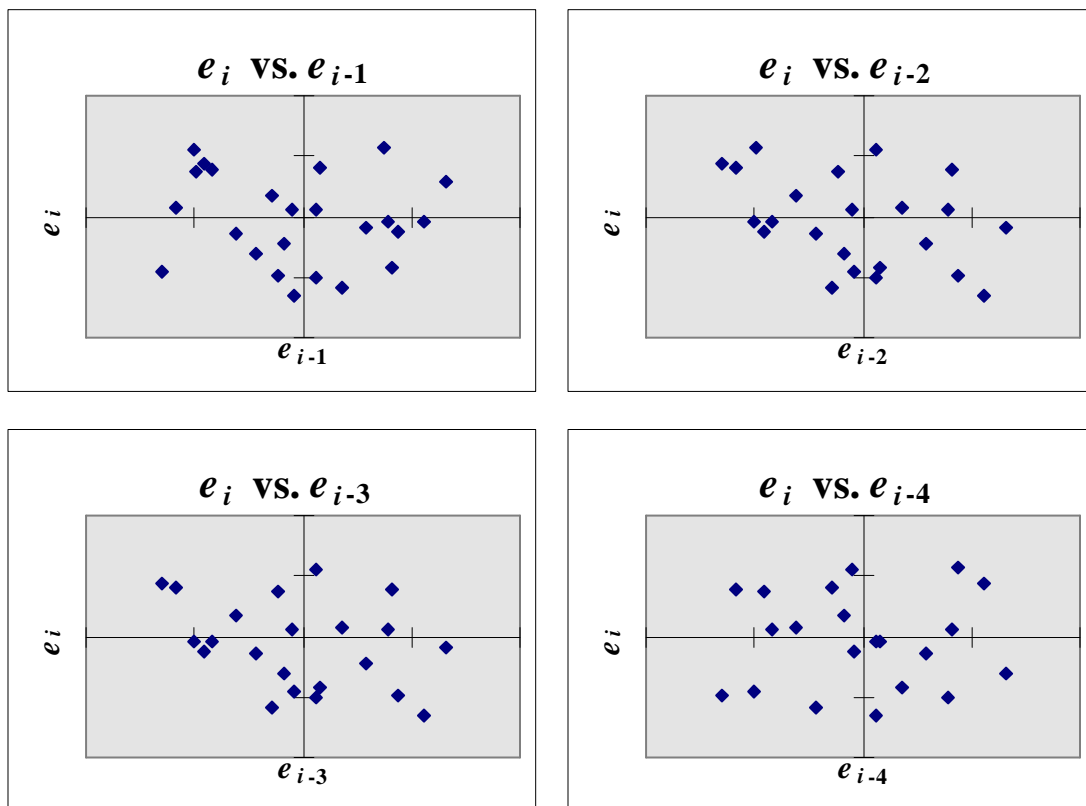 e i vs. e i-1
e i
e i-1
e i vs. e i-2
e i
e i-2
e i vs. e i-3
e i
e i-3
e i vs. e i-4
e i
e i-4